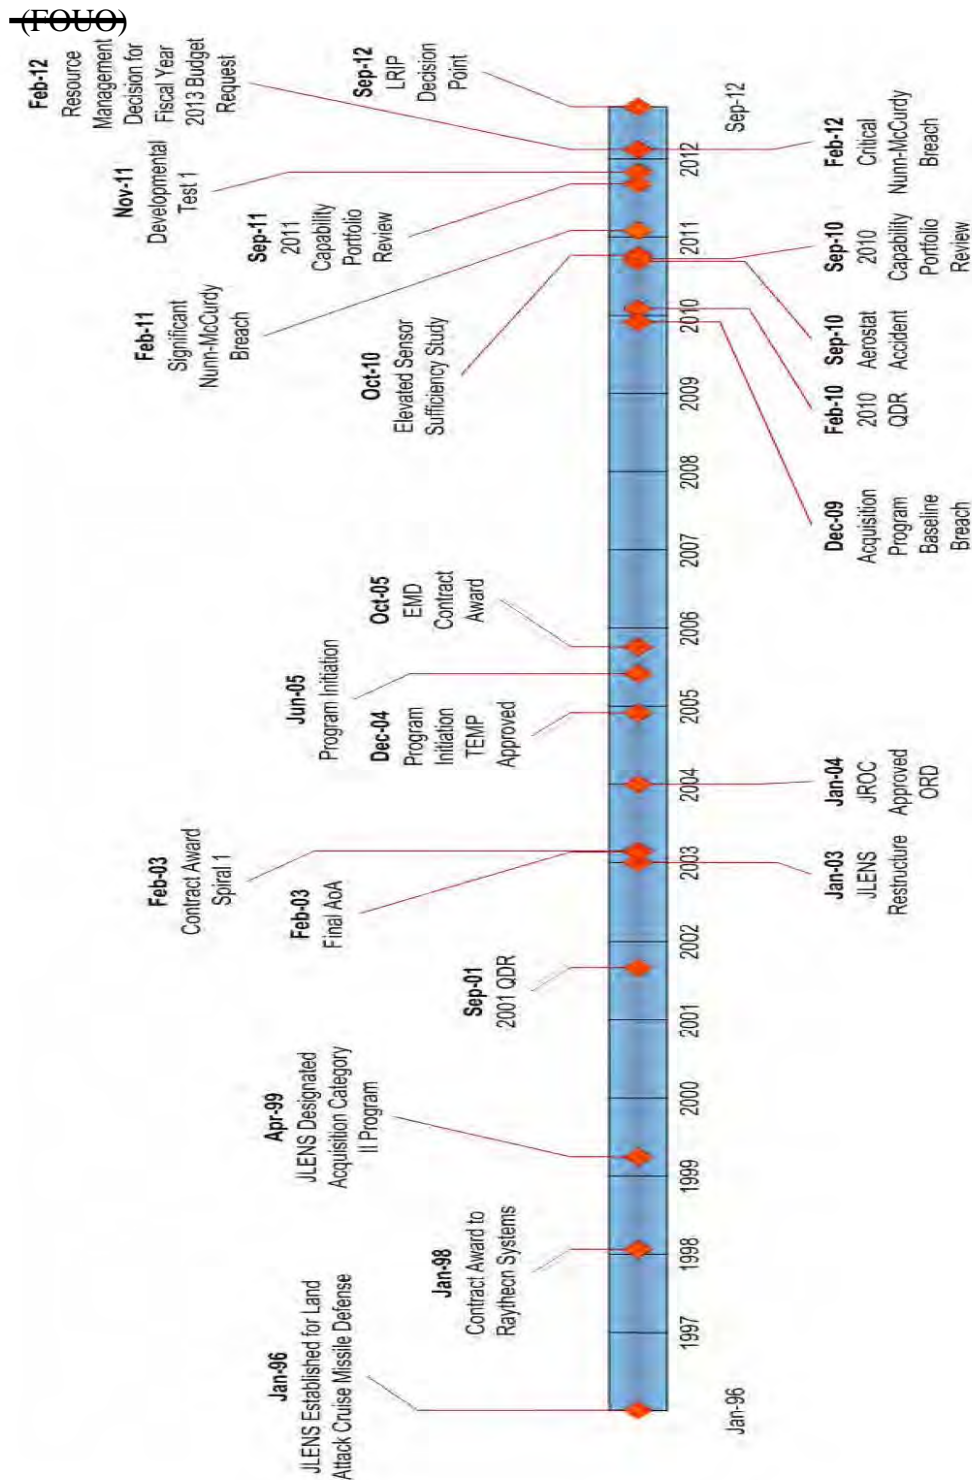 (FOUO)
Jan-96
JLENS Established for Land
Attack Cruise Missile Defense
Jan-98
Contract Award to
Raytheon Systems
Apr-99
JLENS Designated
Acquisition Category
II Program
Sep-01
2001 QDR
Feb-03
Contract Award
Spiral 1
Feb-03
Final AoA
Dec-04
Program
Initiation
TEMP
Approved
Jun-05
Program Initiation
Oct-05
EMD
Contract
Award
Oct-10
Elevated Sensor
Sufficiency Study
Feb-11
Significant
Nunn-McCurdy
Breach
Sep-11
2011
Capability
Portfolio
Review
Nov-11
Developmental
Test 1
Feb-12
Resource
Management
Decision for
Fiscal Year
2013 Budget
Request
Sep-12
LRIP
Decision
Point
1997
1998
1999
2000
2001
2002
2003
2004
2005
2006
2007
2008
2009
2010
2011
2012
Jan-96
Sep-12
Jan-03
JLENS
Restructure
Jan-04
JROC
Approved
ORD
Dec-09
Acquisition
Program
Baseline
Breach
Feb-10
2010
QDR
Sep-10
Aerostat
Accident
Sep-10
2010
Capability
Portfolio
Review
Feb-12
Critical
Nunn-McCurdy
Breach